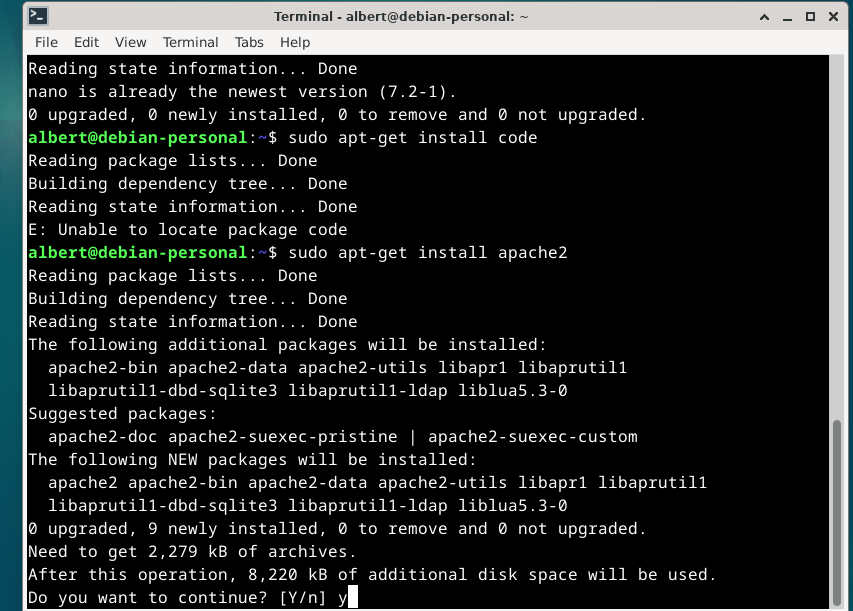 Terminal - albert@debian-personal: ~
File Edit View Terminal Tabs Help
Reading state information... Done
nano is already the newest version (7.2-1).
0 upgraded, 0 newly installed, 0 to remove and 0 not upgraded.
albert@debian-personal:~$ sudo apt-get install code
Reading package lists... Done
Building dependency tree... Done
Reading state information... Done
E: Unable to locate package code
albert@debian-personal:~$ sudo apt-get install apache2
Reading package lists... Done
Building dependency tree... Done
Reading state information... Done
The following additional packages will be installed:
  apache2-bin apache2-data apache2-utils libapr1 libaprutil1
  libaprutil1-dbd-sqlite3 libaprutil1-ldap liblua5.3-0
Suggested packages:
  apache2-doc apache2-suexec-pristine | apache2-suexec-custom
The following NEW packages will be installed:
  apache2 apache2-bin apache2-data apache2-utils libapr1 libaprutil1
  libaprutil1-dbd-sqlite3 libaprutil1-ldap liblua5.3-0
0 upgraded, 9 newly installed, 0 to remove and 0 not upgraded.
Need to get 2,279 kB of archives.
After this operation, 8,220 kB of additional disk space will be used.
Do you want to continue? [Y/n] y